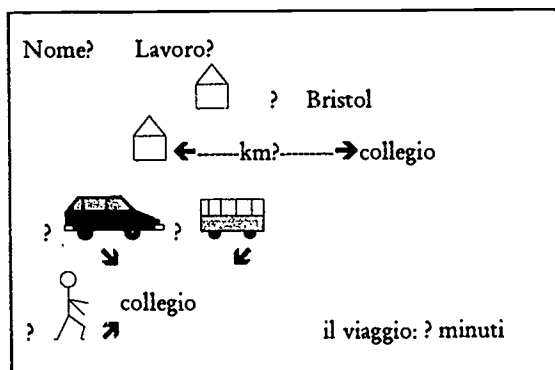 Nome? Lavoro?
? Bristol
km? collegio
? ?
collegio
? il viaggio: ? minuti